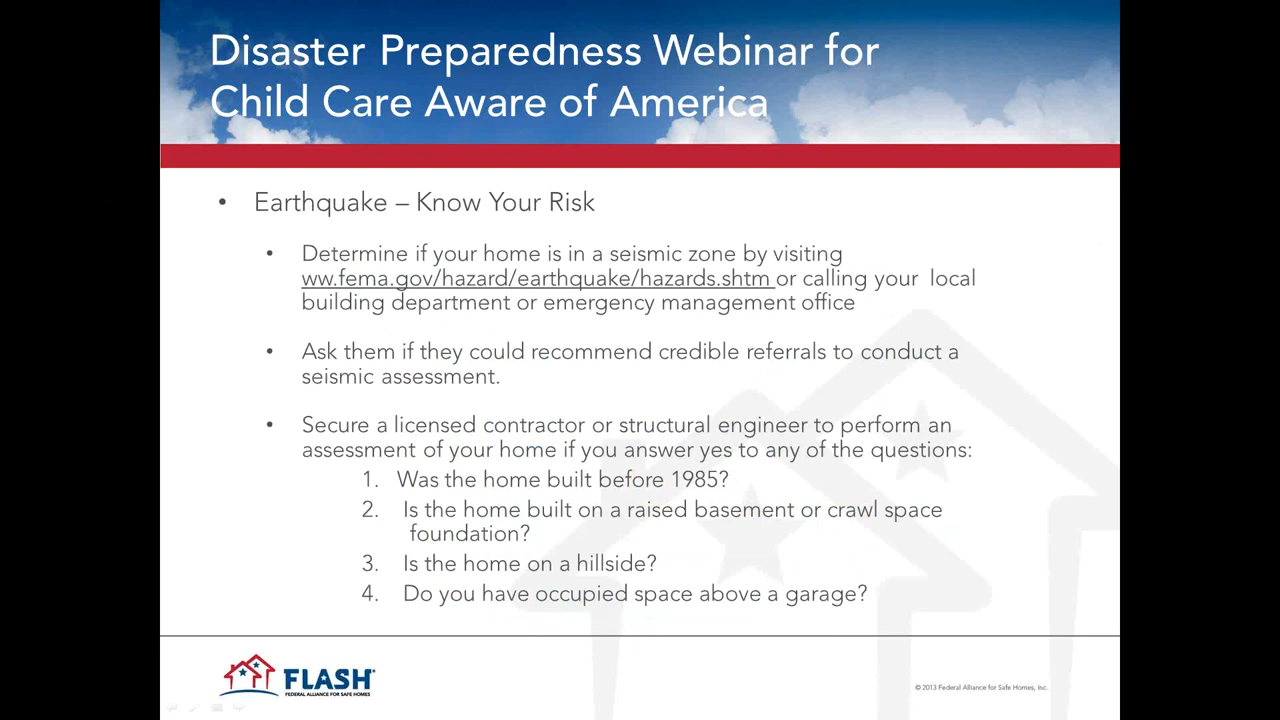 Disaster Preparedness Webinar for
Child Care Aware of America
• Earthquake – Know Your Risk
• Determine if your home is in a seismic zone by visiting
ww.fema.gov/hazard/earthquake/hazards.shtm or calling your local
building department or emergency management office
• Ask them if they could recommend credible referrals to conduct a
seismic assessment.
• Secure a licensed contractor or structural engineer to perform an
assessment of your home if you answer yes to any of the questions:
1. Was the home built before 1985?
2. Is the home built on a raised basement or crawl space
foundation?
3. Is the home on a hillside?
4. Do you have occupied space above a garage?
FLASH®
FEDERAL ALLIANCE FOR SAFE HOMES
© 2013 Federal Alliance for Safe Homes, Inc.